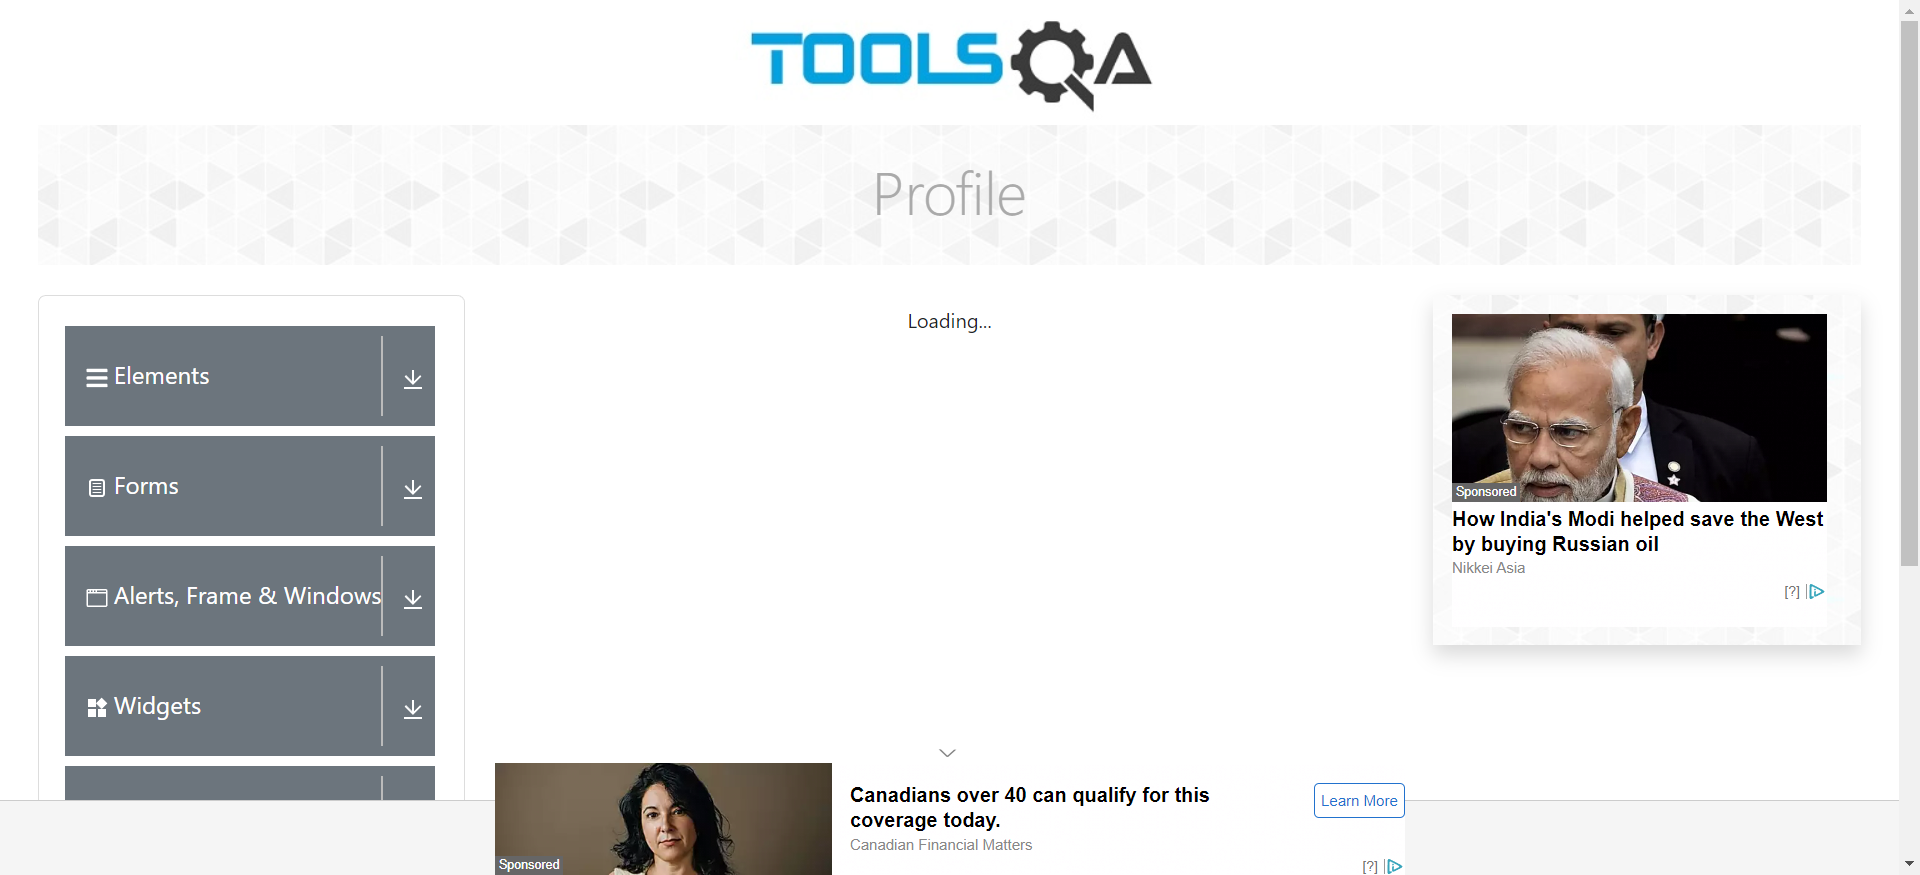 TOOLSQA
Profile
Elements
Forms
Alerts, Frame & Windows
Widgets
Loading...
Sponsored
How India's Modi helped save the West
by buying Russian oil
Nikkei Asia
[?]
Sponsored
Canadians over 40 can qualify for this
coverage today.
Canadian Financial Matters
Learn More
[?]